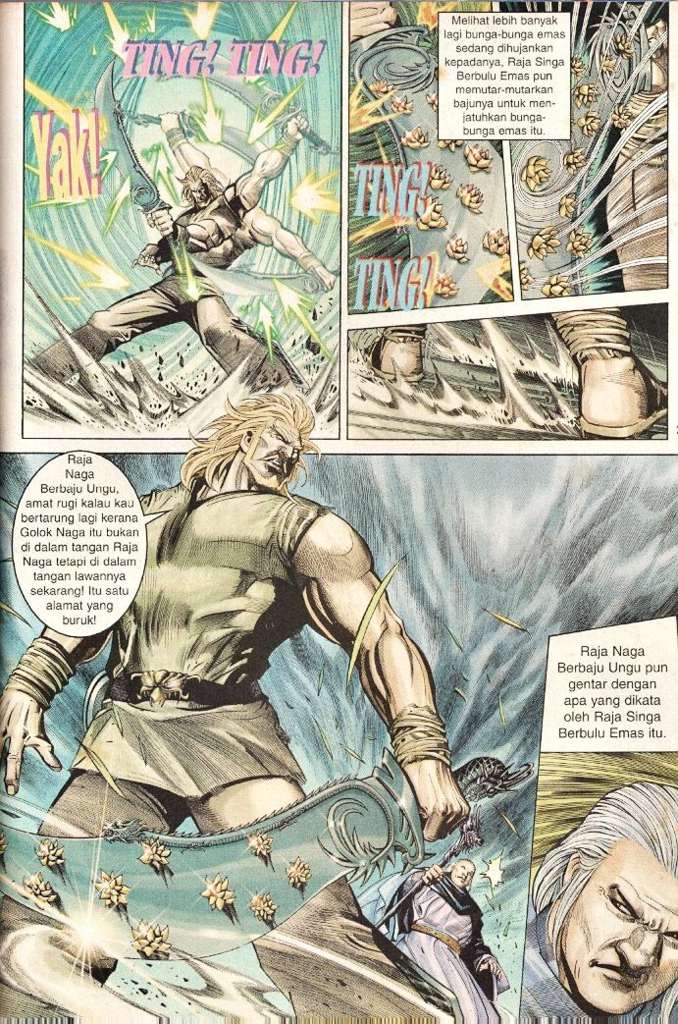 TING! TING!
Yak!
Melihat lebih banyak
lagi bunga-bunga emas
sedang dihujankan
kepadanya, Raja Singa
Berbulu Emas pun
memutar-mutarkan
bajunya untuk men-
jatuhkan bunga-
bunga emas itu.
TING!
TING!
Raja
Naga
Berbaju Ungu,
amat rugi kalau kau
bertarung lagi kerana
Golok Naga itu bukan
di dalam tangan Raja
Naga tetapi di dalam
tangan lawannya
sekarang! Itu satu
alamat yang
buruk!
Raja Naga
Berbaju Ungu pun
gentar dengan
apa yang dikata
oleh Raja Singa
Berbulu Emas itu.